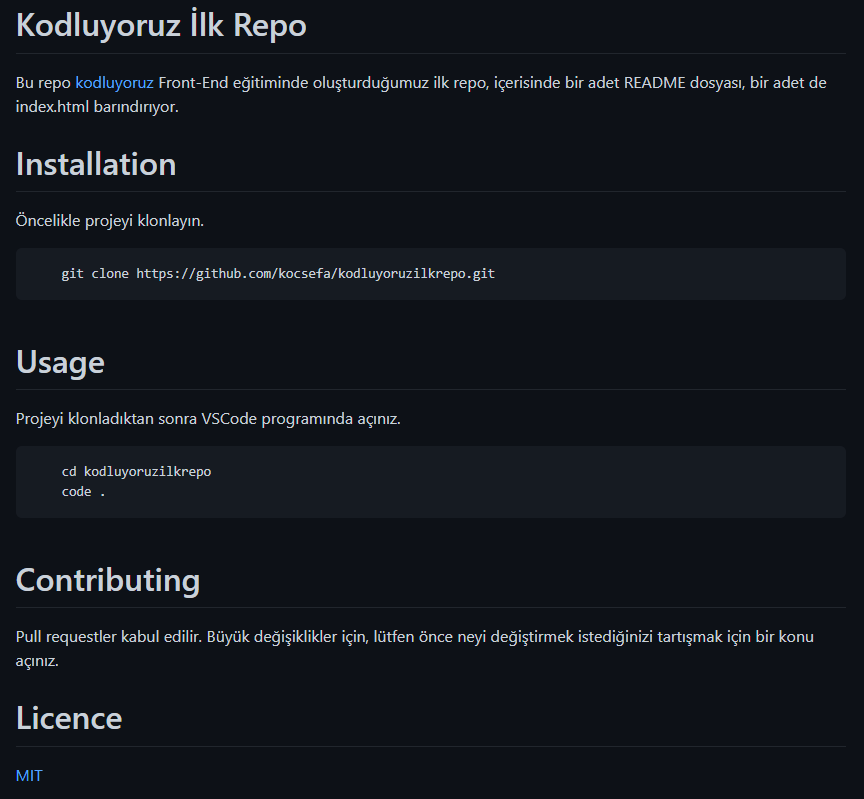 Kodluyoruz İlk Repo
Bu repo kodluyoruz Front-End eğitiminde oluşturduğumuz ilk repo, içerisinde bir adet README dosyası, bir adet de
index.html barındırıyor.
Installation
Öncelikle projeyi klonlayın.
git clone https://github.com/kocsefa/kodluyoruzilkrepo.git
Usage
Projeyi klonladıktan sonra VSCode programında açınız.
cd kodluyoruzilkrepo
code .
Contributing
Pull requestler kabul edilir. Büyük değişiklikler için, lütfen önce neyi değiştirmek istediğinizi tartışmak için bir konu
açınız.
Licence
MIT